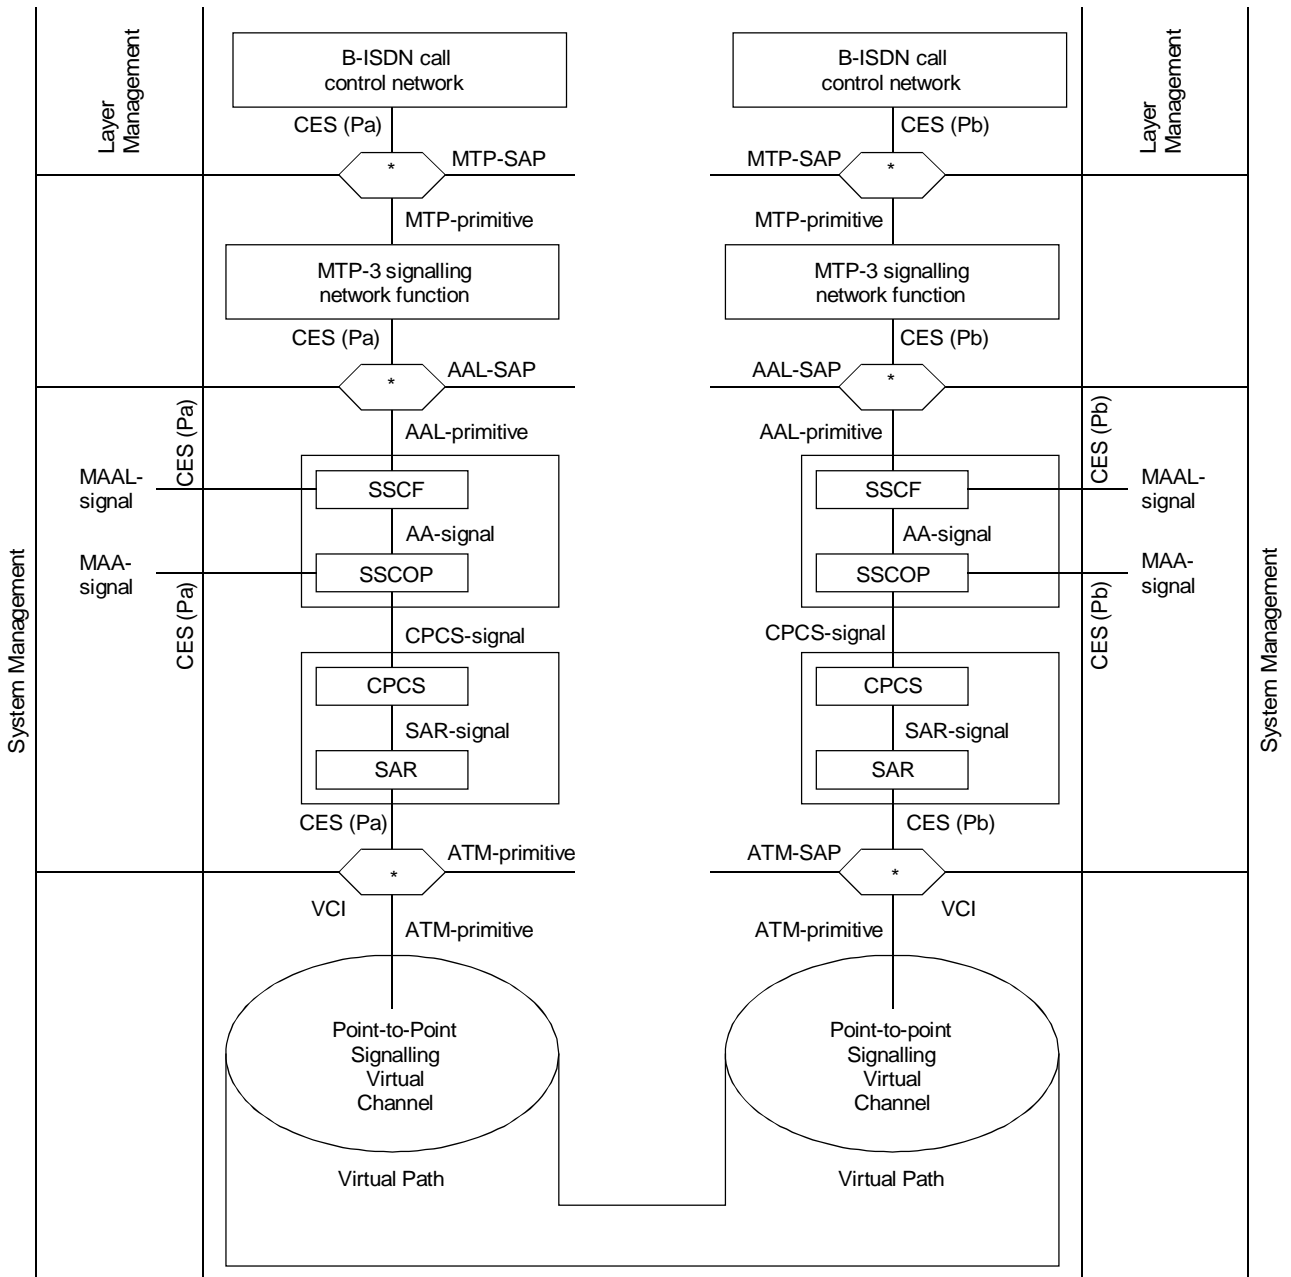 Layer
Management
B-ISDN call
control network
B-ISDN call
control network
Layer
Management
CES (Pa)
CES (Pb)
*
MTP-SAP
MTP-SAP
*
MTP-primitive
MTP-primitive
MTP-3 signalling
network function
MTP-3 signalling
network function
CES (Pa)
CES (Pb)
*
AAL-SAP
AAL-SAP
*
CES (Pa)
AAL-primitive
AAL-primitive
CES (Pb)
MAAL-
signal
SSCF
SSCF
MAAL-
signal
AA-signal
AA-signal
MAA-
signal
SSCOP
SSCOP
MAA-
signal
CES (Pa)
CPCS-signal
CPCS-signal
CES (Pb)
System Management
System Management
CPCS
CPCS
SAR-signal
SAR-signal
SAR
SAR
CES (Pa)
CES (Pb)
*
ATM-primitive
ATM-SAP
*
VCI
VCI
ATM-primitive
ATM-primitive
Point-to-Point
Signalling
Virtual
Channel
Point-to-point
Signalling
Virtual
Channel
Virtual Path
Virtual Path